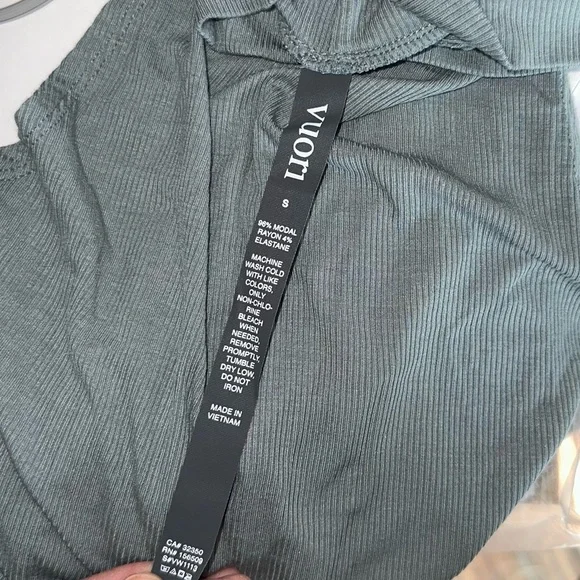 vuori
S
96% MODAL
RAYON 4%
ELASTANE
MACHINE
WASH COLD
WITH LIKE
COLORS,
ONLY
NON-CHLO-
RINE
BLEACH
WHEN
NEEDED,
REMOVE
PROMPTLY,
TUMBLE
DRY LOW,
DO NOT
IRON
MADE IN
VIETNAM
CA# 32350
RN# 156509
S#VW1113